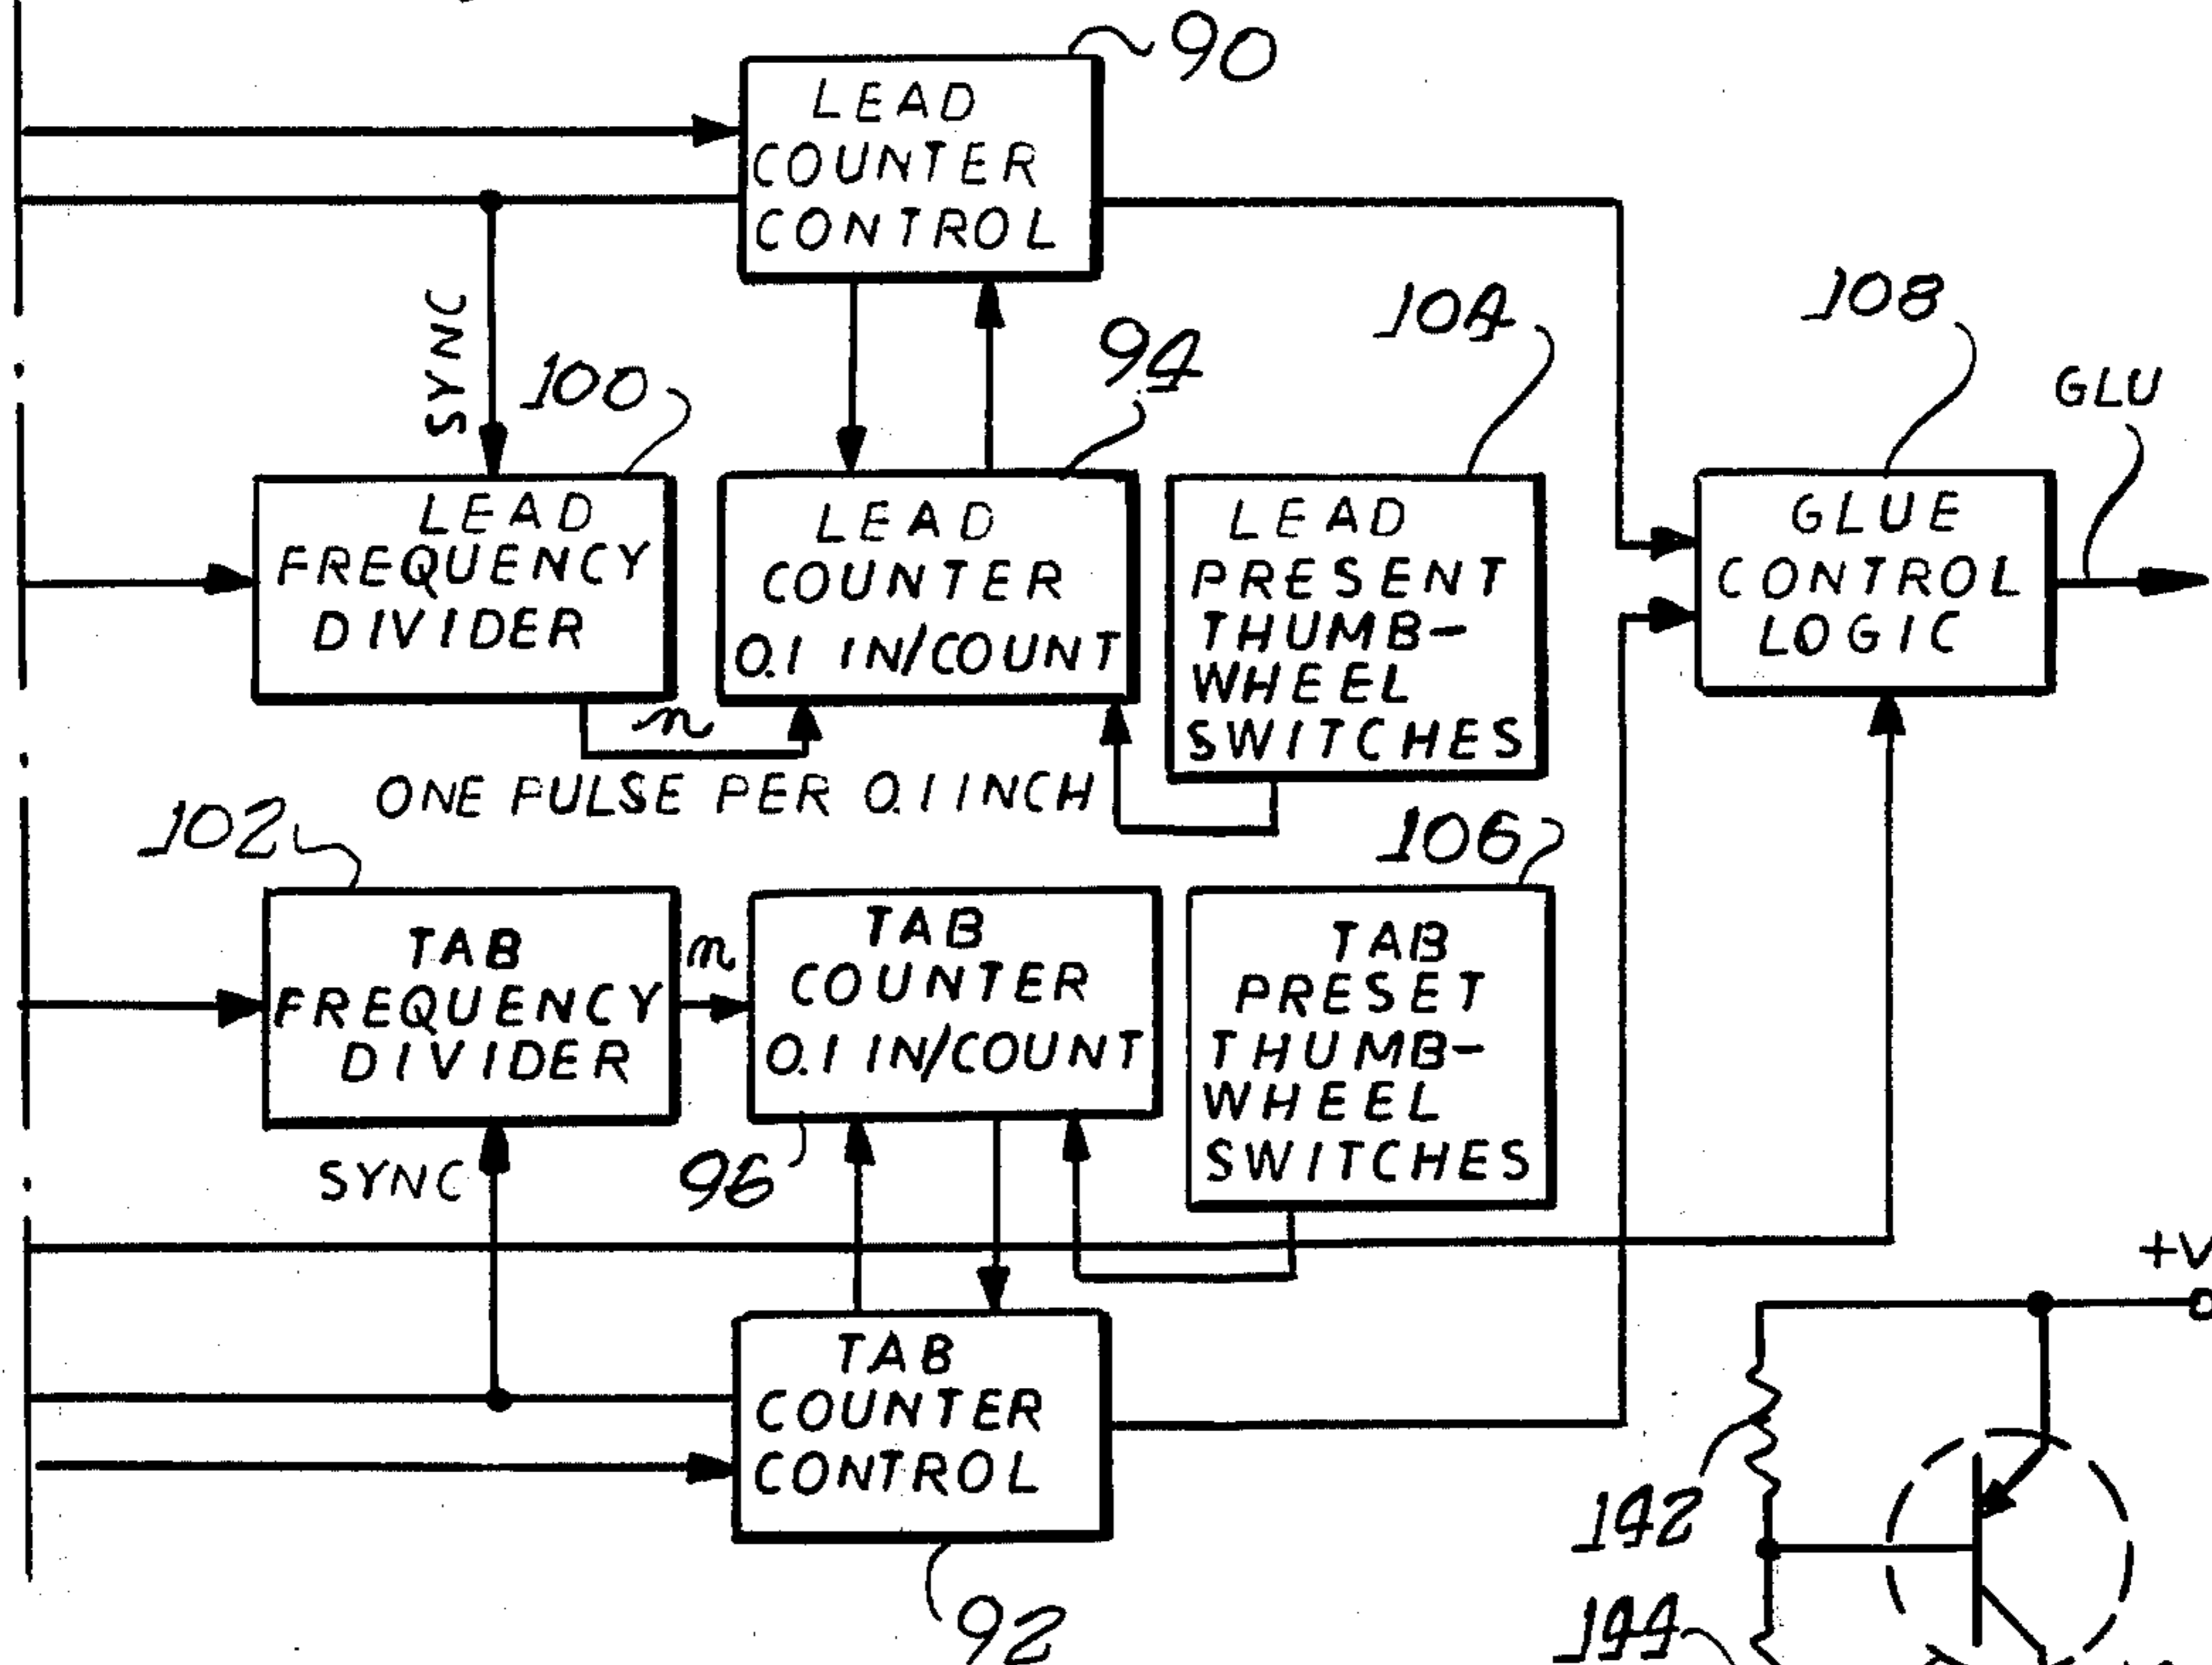 90
LEAD
COUNTER
CONTROL
SYNC
100
94
104
108
GLU
LEAD
FREQUENCY
DIVIDER
LEAD
COUNTER
0.1 IN/COUNT
LEAD
PRESENT
THUMB-
WHEEL
SWITCHES
GLUE
CONTROL
LOGIC
n
ONE PULSE PER 0.1 INCH
102
106
TAB
FREQUENCY
DIVIDER
n
TAB
COUNTER
0.1 IN/COUNT
TAB
PRESET
THUMB-
WHEEL
SWITCHES
SYNC
96
+V
TAB
COUNTER
CONTROL
142
144
92